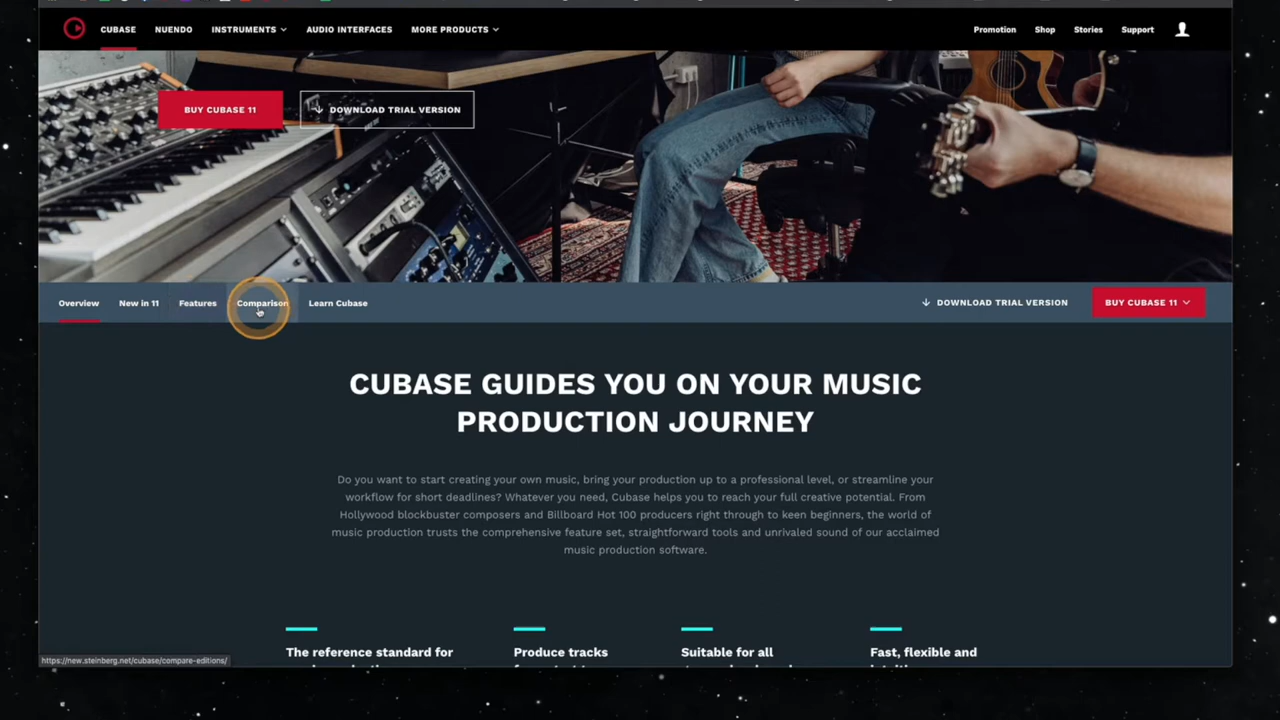 CUBASE NUENDO INSTRUMENTS AUDIO INTERFACES MORE PRODUCTS Promotion Shop Stories Support
BUY CUBASE 11 DOWNLOAD TRIAL VERSION
Overview New in 11 Features Comparison Learn Cubase DOWNLOAD TRIAL VERSION BUY CUBASE 11
CUBASE GUIDES YOU ON YOUR MUSIC
PRODUCTION JOURNEY
Do you want to start creating your own music, bring your production up to a professional level, or streamline your
workflow for short deadlines? Whatever you need, Cubase helps you to reach your full creative potential. From
Hollywood blockbuster composers and Billboard Hot 100 producers right through to keen beginners, the world of
music production trusts the comprehensive feature set, straightforward tools and unrivaled sound of our acclaimed
music production software.
The reference standard for Produce tracks Suitable for all Fast, flexible and
https://new.steinberg.net/cubase/compare-editions/